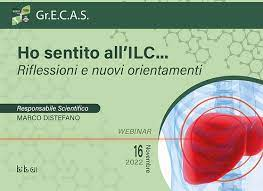 Gr.E.C.A.S.
Ho sentito all'ILC...
Riflessioni e nuovi orientamenti
Responsabile Scientifico
MARCO DISTEFANO
WEBINAR
16
Novembre
2022